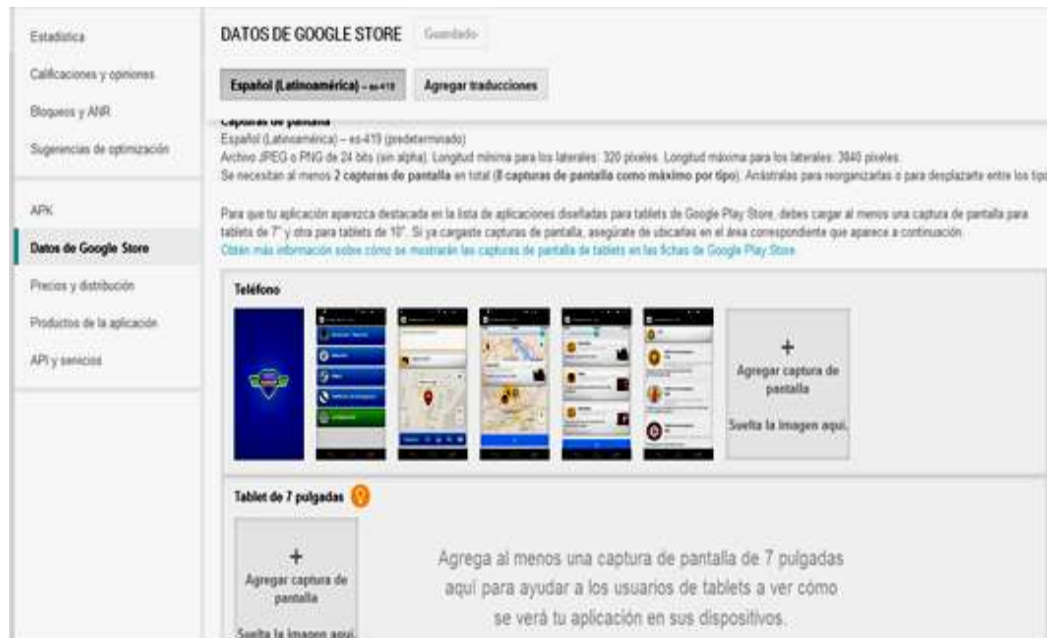 Estadística
Calificaciones y opiniones
Bloqueos y ANR
Sugerencias de optimización
APK
Datos de Google Store
Precios y distribución
Productos de la aplicación
API y servicios
DATOS DE GOOGLE STORE
Guardado
Español (Latinoamérica) – es-419
Agregar traducciones
Capturas de pantalla
Español (Latinoamérica) – es-419 (predeterminado)
Archivo JPEG o PNG de 24 bits (sin alpha). Longitud mínima para los laterales: 320 píxeles. Longitud máxima para los laterales: 3840 píxeles.
Se necesitan al menos 2 capturas de pantalla en total (8 capturas de pantalla como máximo por tipo). Arrástralas para reorganizarlas o para desplazarte entre los tipo
Para que tu aplicación aparezca destacada en la lista de aplicaciones diseñadas para tablets de Google Play Store, debes cargar al menos una captura de pantalla para
tablets de 7" y otra para tablets de 10". Si ya cargaste capturas de pantalla, asegúrate de ubicarlas en el área correspondiente que aparece a continuación.
Obtén más información sobre cómo se mostrarán las capturas de pantalla de tablets en las fichas de Google Play Store.
Teléfono
+
Agregar captura de
pantalla
Suelta la imagen aquí.
Tablet de 7 pulgadas
+
Agregar captura de
pantalla
Suelta la imagen aquí.
Agrega al menos una captura de pantalla de 7 pulgadas
aquí para ayudar a los usuarios de tablets a ver cómo
se verá tu aplicación en sus dispositivos.